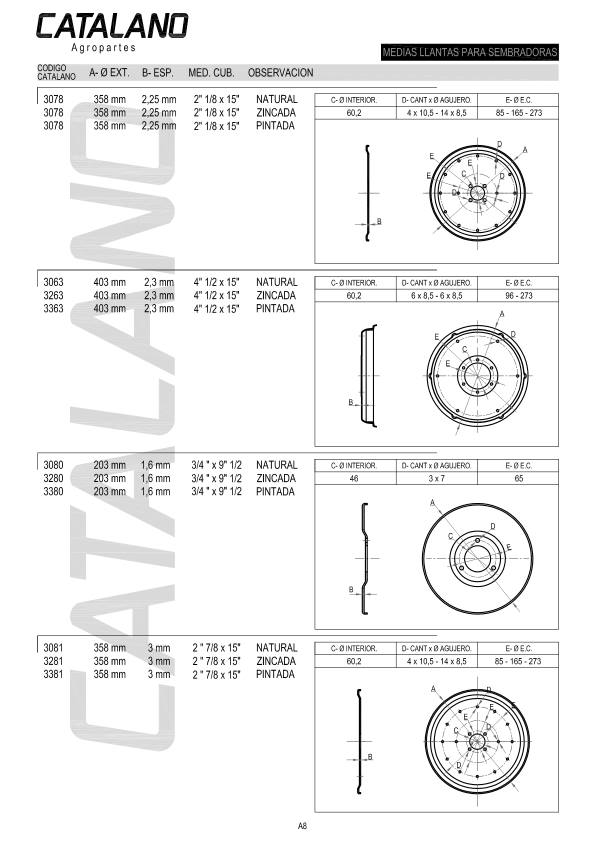 CATALANO
Agropartes
MEDIAS LLANTAS PARA SEMBRADORAS
CODIGO CATALANO A- Ø EXT. B- ESP. MED. CUB. OBSERVACION
3078 358 mm 2,25 mm 2" 1/8 x 15" NATURAL
3078 358 mm 2,25 mm 2" 1/8 x 15" ZINCADA
3078 358 mm 2,25 mm 2" 1/8 x 15" PINTADA
C- Ø INTERIOR. D- CANT x Ø AGUJERO. E- Ø E.C.
60,2 4 x 10,5 - 14 x 8,5 85 - 165 - 273
D
A
E
E
C
E
D
B
3063 403 mm 2,3 mm 4" 1/2 x 15" NATURAL
3263 403 mm 2,3 mm 4" 1/2 x 15" ZINCADA
3363 403 mm 2,3 mm 4" 1/2 x 15" PINTADA
C- Ø INTERIOR. D- CANT x Ø AGUJERO. E- Ø E.C.
60,2 6 x 8,5 - 6 x 8,5 96 - 273
A
E
D
C
E
B
3080 203 mm 1,6 mm 3/4 " x 9" 1/2 NATURAL
3280 203 mm 1,6 mm 3/4 " x 9" 1/2 ZINCADA
3380 203 mm 1,6 mm 3/4 " x 9" 1/2 PINTADA
C- Ø INTERIOR. D- CANT x Ø AGUJERO. E- Ø E.C.
46 3 x 7 65
A
D
C
E
B
3081 358 mm 3 mm 2 " 7/8 x 15" NATURAL
3281 358 mm 3 mm 2 " 7/8 x 15" ZINCADA
3381 358 mm 3 mm 2 " 7/8 x 15" PINTADA
C- Ø INTERIOR. D- CANT x Ø AGUJERO. E- Ø E.C.
60,2 4 x 10,5 - 14 x 8,5 85 - 165 - 273
A
D
E
E
E
D
C
B
CATALANO
A8